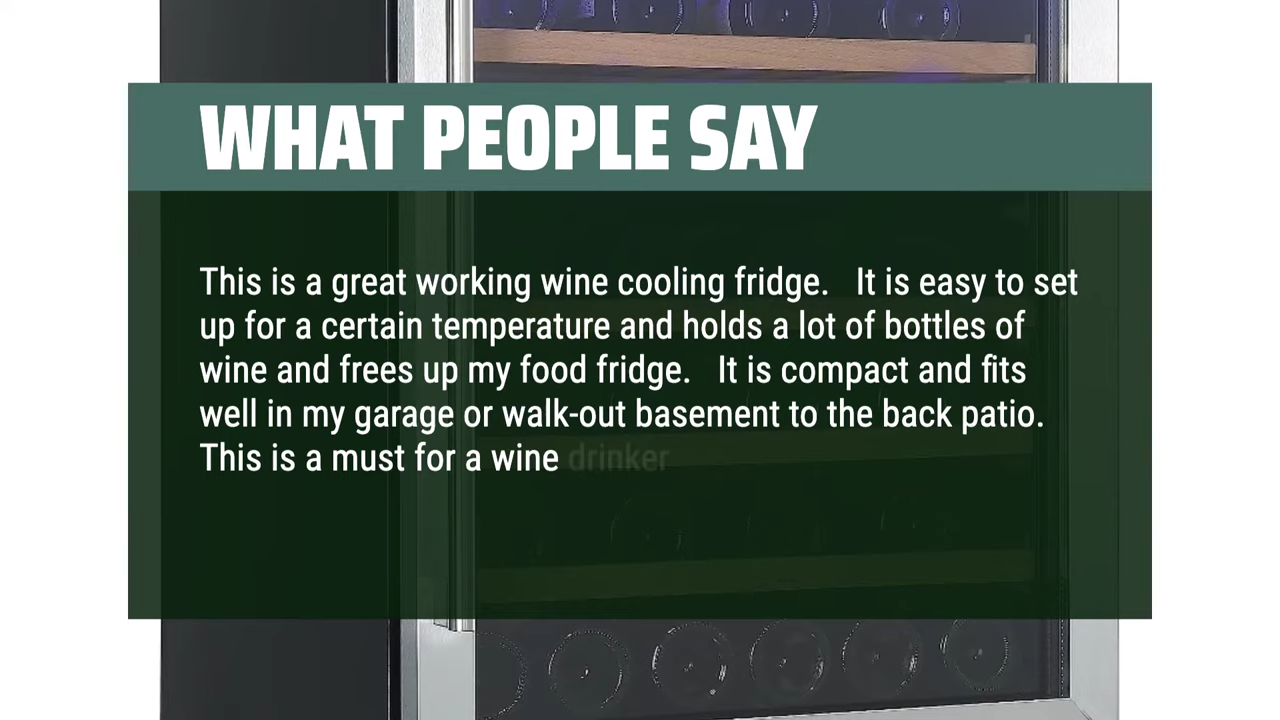 WHAT PEOPLE SAY
This is a great working wine cooling fridge.   It is easy to set
up for a certain temperature and holds a lot of bottles of
wine and frees up my food fridge.   It is compact and fits
well in my garage or walk-out basement to the back patio.
This is a must for a wine drinker